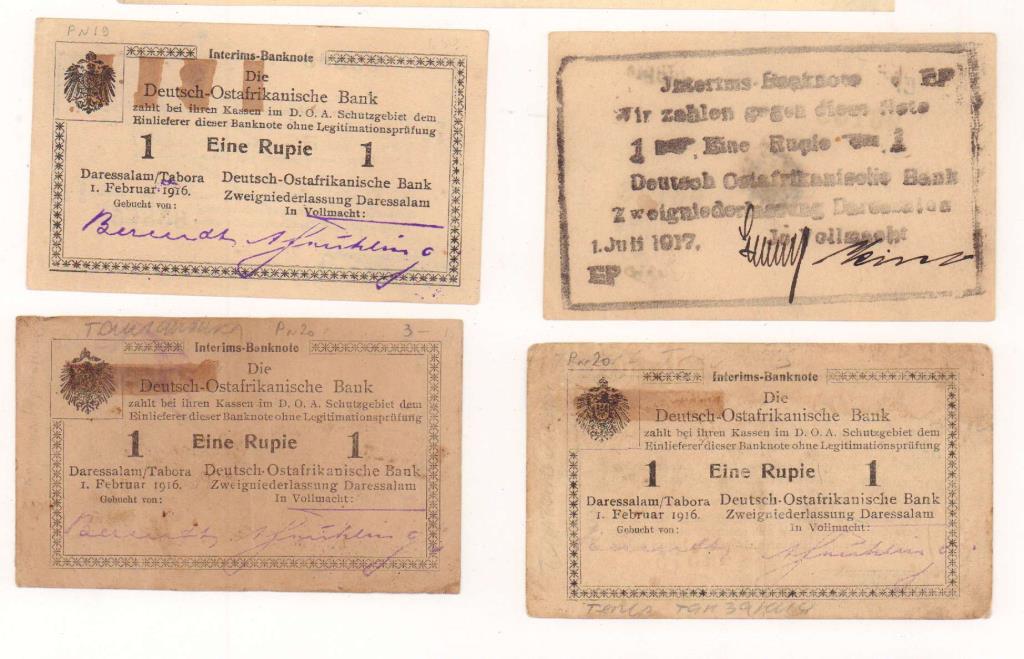 P N 19
Interims-Banknote
Die
Deutsch-Ostafrikanische Bank
zahlt bei ihren Kassen im D. O. A. Schutzgebiet dem
Einlieferer dieser Banknote ohne Legitimationsprüfung
1 Eine Rupie 1
Daressalam/Tabora
1. Februar 1916.
Gebucht von:
Deutsch-Ostafrikanische Bank
Zweigniederlassung Daressalam
In Vollmacht:
Berendt
Interims-Banknote EP
Wir zahlen gegen diese Note
1 Eine Rupie 1
Deutsch Ostafrikanische Bank
Zweigniederlassung Daressalam
1. Juli 1917. In Vollmacht
EP
P N 20 3-
Interims-Banknote
Die
Deutsch-Ostafrikanische Bank
zahlt bei ihren Kassen im D. O. A. Schutzgebiet dem
Einlieferer dieser Banknote ohne Legitimationsprüfung
1 Eine Rupie 1
Daressalam/Tabora
1. Februar 1916.
Gebucht von:
Deutsch-Ostafrikanische Bank
Zweigniederlassung Daressalam
In Vollmacht:
Berendt
P N 20
Interims-Banknote
Die
Deutsch-Ostafrikanische Bank
zahlt bei ihren Kassen im D. O. A. Schutzgebiet dem
Einlieferer dieser Banknote ohne Legitimationsprüfung
1 Eine Rupie 1
Daressalam/Tabora
1. Februar 1916.
Gebucht von:
Deutsch-Ostafrikanische Bank
Zweigniederlassung Daressalam
In Vollmacht: